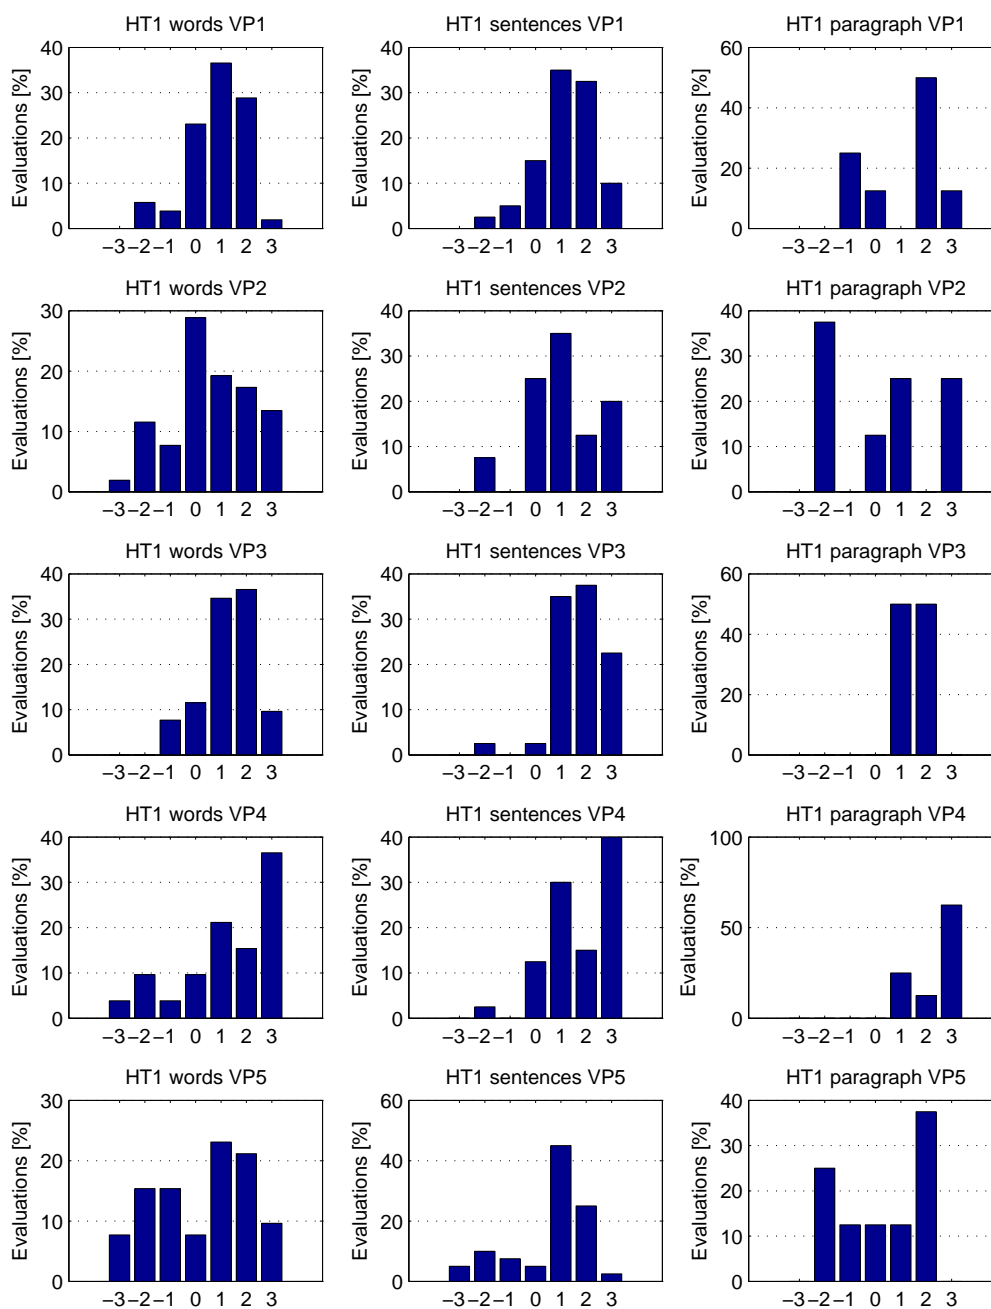 HT1 words VP1
Evaluations [%]
40
30
20
10
0
−3 −2 −1 0 1 2 3
HT1 sentences VP1
Evaluations [%]
40
30
20
10
0
−3 −2 −1 0 1 2 3
HT1 paragraph VP1
Evaluations [%]
60
40
20
0
−3 −2 −1 0 1 2 3
HT1 words VP2
Evaluations [%]
30
20
10
0
−3 −2 −1 0 1 2 3
HT1 sentences VP2
Evaluations [%]
40
30
20
10
0
−3 −2 −1 0 1 2 3
HT1 paragraph VP2
Evaluations [%]
40
30
20
10
0
−3 −2 −1 0 1 2 3
HT1 words VP3
Evaluations [%]
40
30
20
10
0
−3 −2 −1 0 1 2 3
HT1 sentences VP3
Evaluations [%]
40
30
20
10
0
−3 −2 −1 0 1 2 3
HT1 paragraph VP3
Evaluations [%]
60
40
20
0
−3 −2 −1 0 1 2 3
HT1 words VP4
Evaluations [%]
40
30
20
10
0
−3 −2 −1 0 1 2 3
HT1 sentences VP4
Evaluations [%]
40
30
20
10
0
−3 −2 −1 0 1 2 3
HT1 paragraph VP4
Evaluations [%]
100
50
0
−3 −2 −1 0 1 2 3
HT1 words VP5
Evaluations [%]
30
20
10
0
−3 −2 −1 0 1 2 3
HT1 sentences VP5
Evaluations [%]
60
40
20
0
−3 −2 −1 0 1 2 3
HT1 paragraph VP5
Evaluations [%]
40
30
20
10
0
−3 −2 −1 0 1 2 3